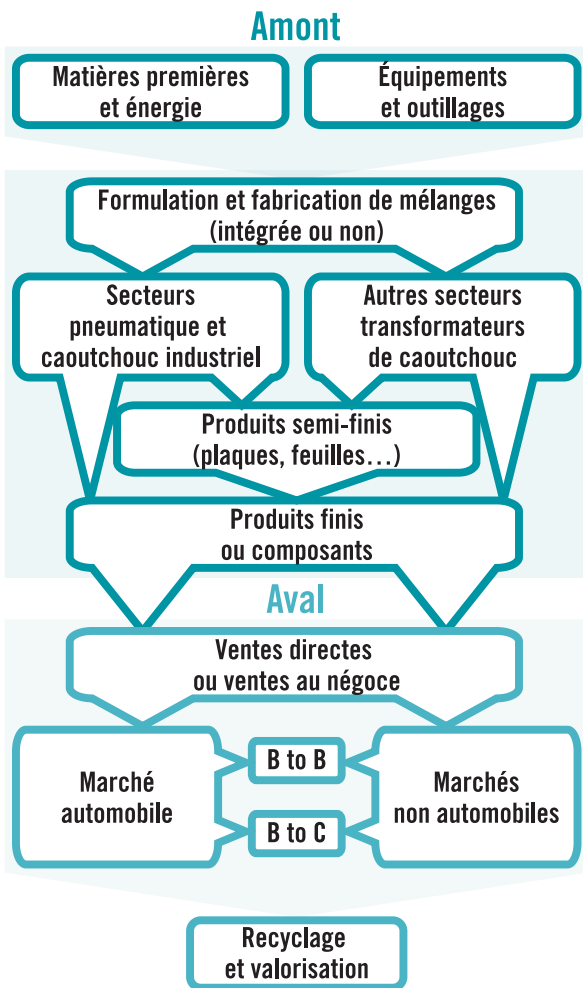 Amont
Matières premières
et énergie
Équipements
et outillages
Formulation et fabrication de mélanges
(intégrée ou non)
Secteurs
pneumatique et
caoutchouc industriel
Autres secteurs
transformateurs
de caoutchouc
Produits semi-finis
(plaques, feuilles…)
Produits finis
ou composants
Aval
Ventes directes
ou ventes au négoce
Marché
automobile
B to B
B to C
Marchés
non automobiles
Recyclage
et valorisation